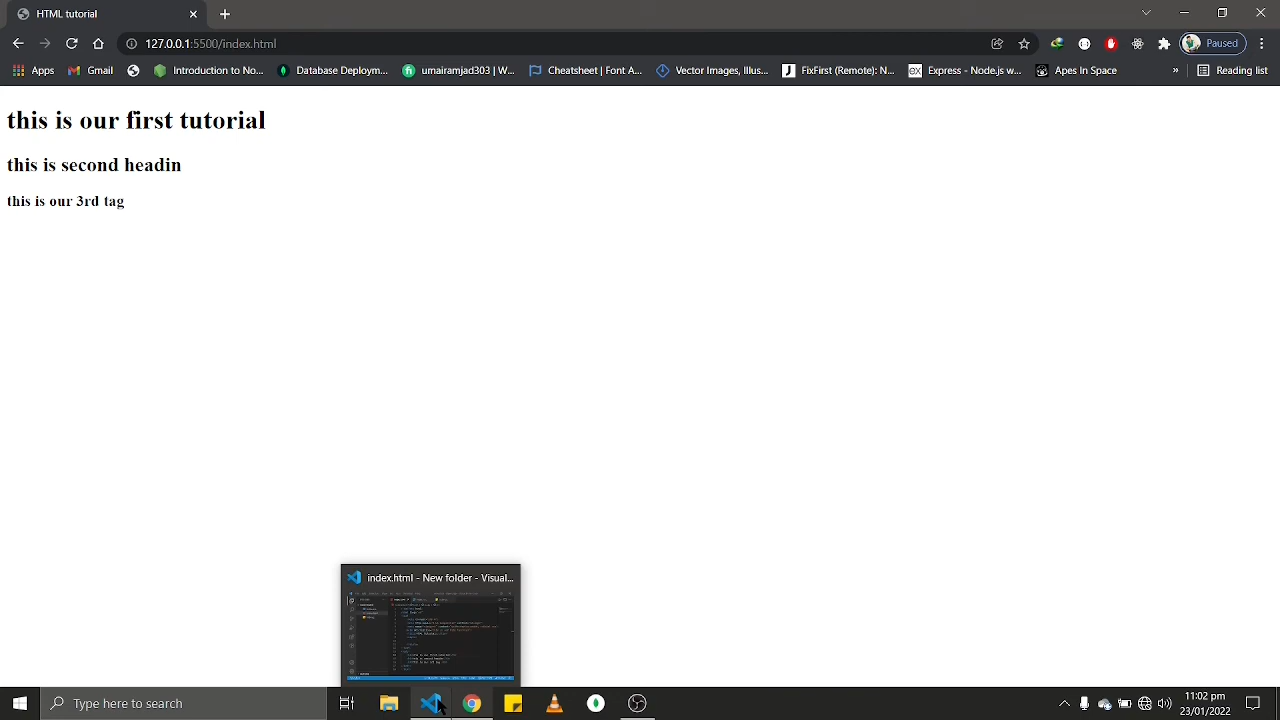 HTML tutorial
127.0.0.1:5500/index.html
Paused
Apps
Gmail
Introduction to No...
Database Deploym...
umairamjad303 | W...
Cheatsheet | Font A...
Vector Images, Illus...
FixFirst (Remote): N...
Express - Node.js w...
Apes In Space
»
Reading list
this is our first tutorial
this is second headin
this is our 3rd tag
index.html - New folder - Visual...
Type here to search
11:02 pm
23/01/2022